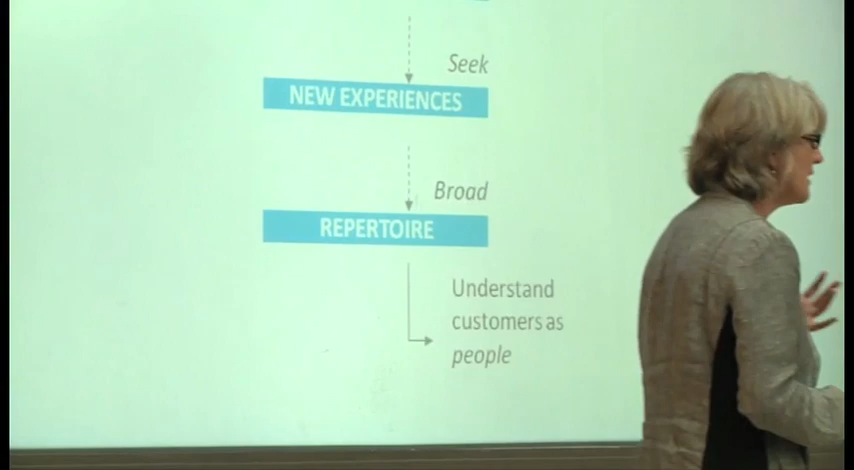 Seek
NEW EXPERIENCES
Broad
REPERTOIRE
Understand
customers as
people